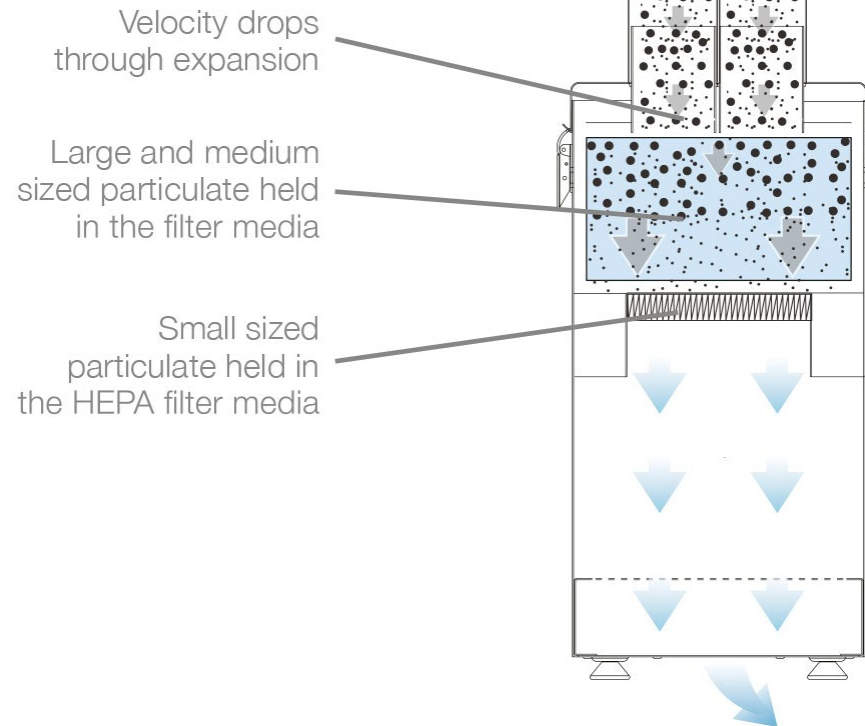 Velocity drops
through expansion
Large and medium
sized particulate held
in the filter media
Small sized
particulate held in
the HEPA filter media